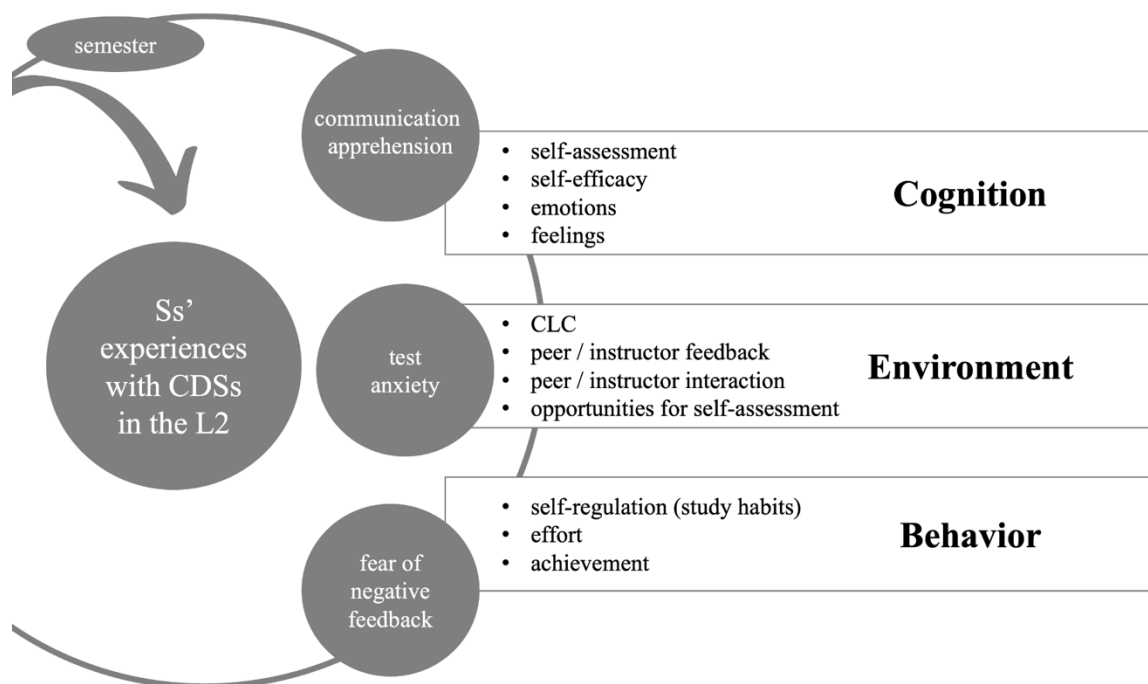 semester
communication
apprehension
• self-assessment
• self-efficacy
• emotions
• feelings
Cognition
Ss’
experiences
with CDSs
in the L2
test
anxiety
• CLC
• peer / instructor feedback
• peer / instructor interaction
• opportunities for self-assessment
Environment
fear of
negative
feedback
• self-regulation (study habits)
• effort
• achievement
Behavior